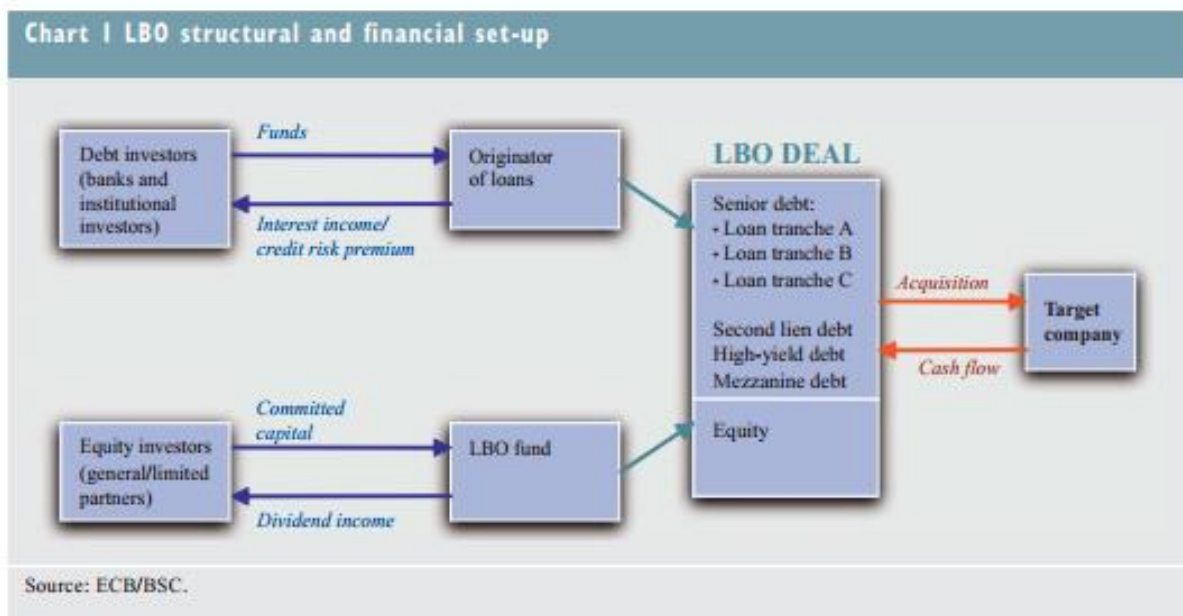 Chart 1 LBO structural and financial set-up
Funds
Debt investors
(banks and
institutional
investors)
Originator
of loans
Interest income/
credit risk premium
LBO DEAL
Senior debt:
• Loan tranche A
• Loan tranche B
• Loan tranche C
Second lien debt
High-yield debt
Mezzanine debt
Equity
Acquisition
Cash flow
Target
company
Committed
capital
Equity investors
(general/limited
partners)
LBO fund
Dividend income
Source: ECB/BSC.